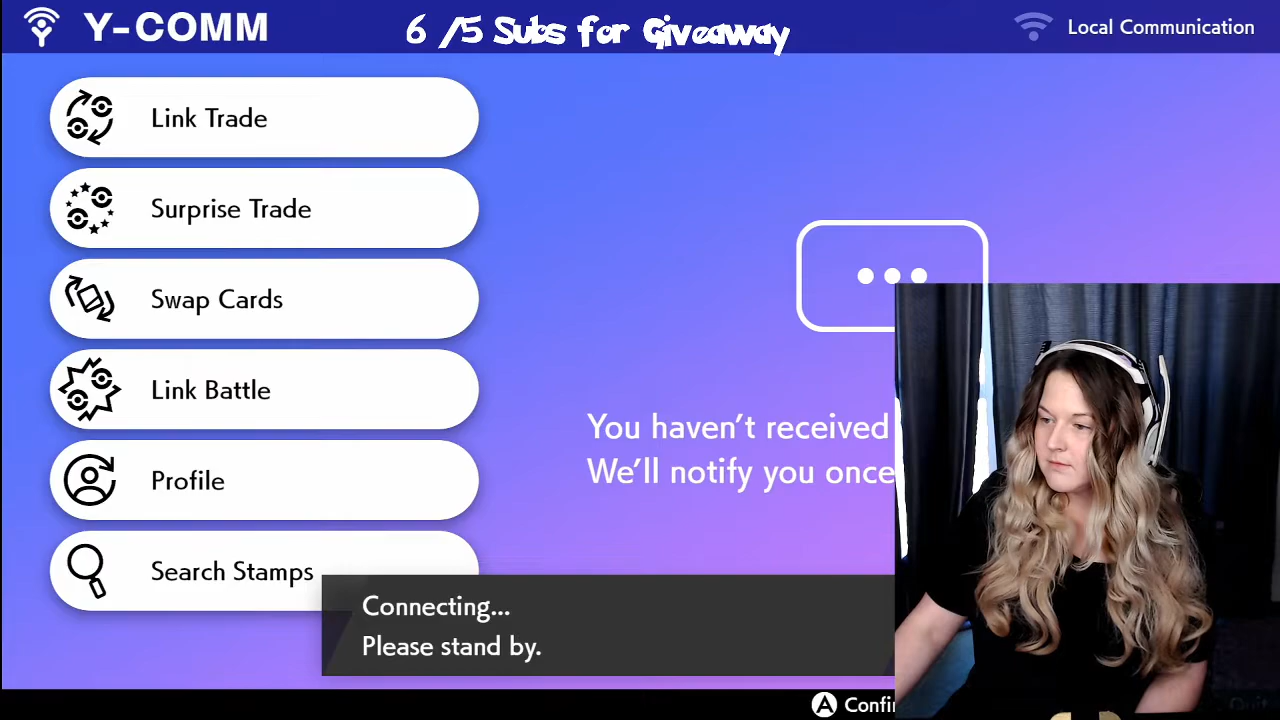 Y-COMM
6 /5 Subs for Giveaway
Local Communication
Link Trade
Surprise Trade
Swap Cards
Link Battle
Profile
Search Stamps
You haven't received
We'll notify you once
Connecting...
Please stand by.
A